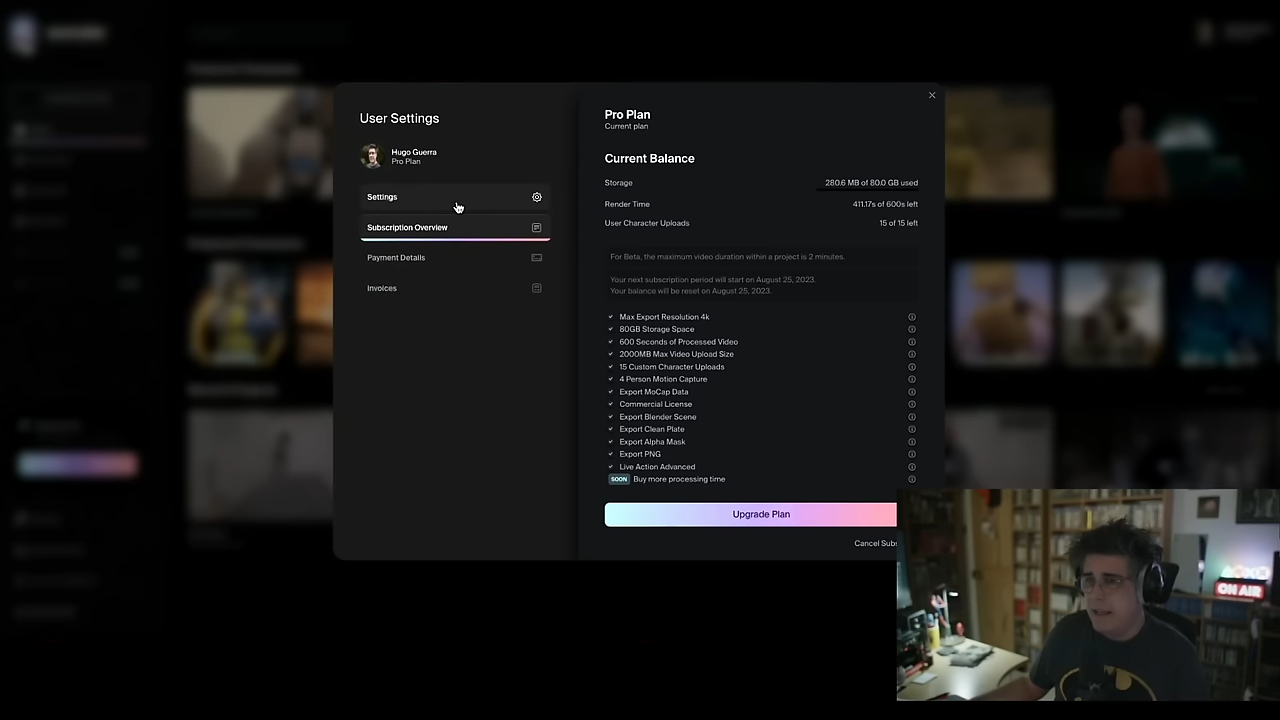 User Settings
Hugo Guerra
Pro Plan
Settings
Subscription Overview
Payment Details
Invoices
Pro Plan
Current plan
Current Balance
Storage 280.6 MB of 80.0 GB used
Render Time 411.17s of 600s left
User Character Uploads 15 of 15 left
For Beta, the maximum video duration within a project is 2 minutes.
Your next subscription period will start on August 25, 2023.
Your balance will be reset on August 25, 2023.
Max Export Resolution 4k
80GB Storage Space
600 Seconds of Processed Video
2000MB Max Video Upload Size
15 Custom Character Uploads
4 Person Motion Capture
Export MoCap Data
Commercial License
Export Blender Scene
Export Clean Plate
Export Alpha Mask
Export PNG
Live Action Advanced
SOON Buy more processing time
Upgrade Plan
Cancel Subs
ON AIR